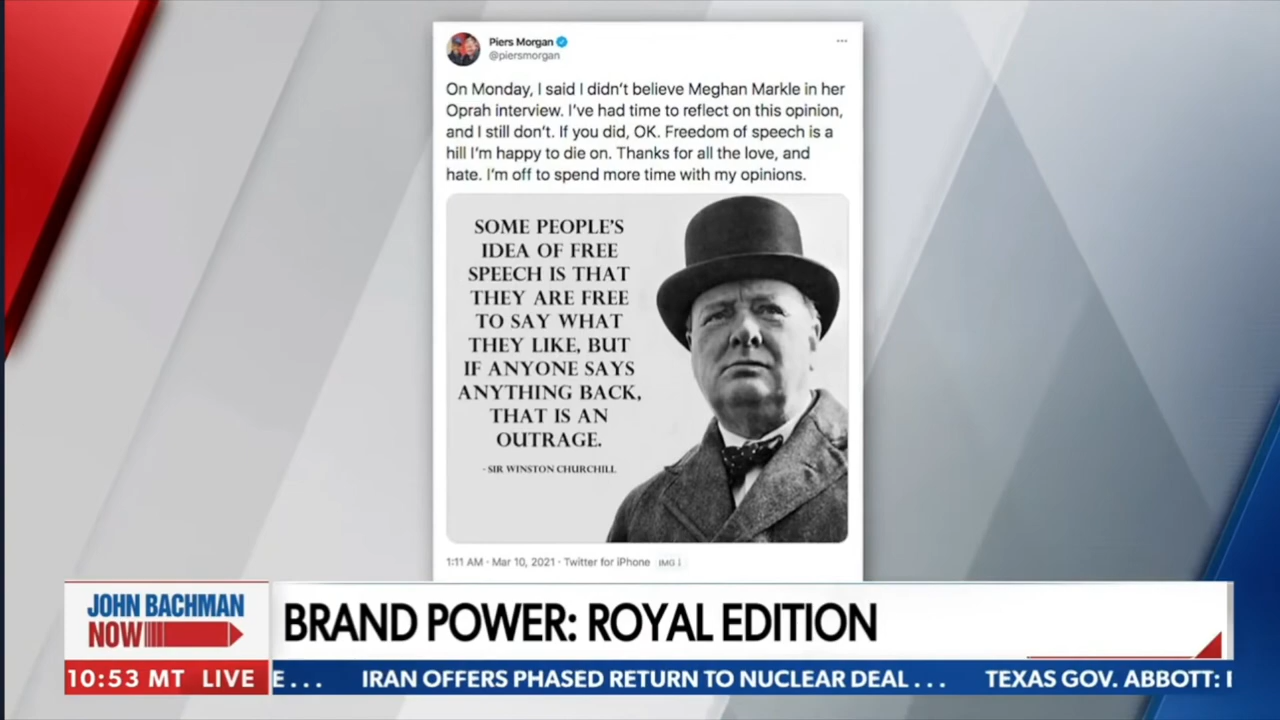 Piers Morgan
@piersmorgan
On Monday, I said I didn't believe Meghan Markle in her
Oprah interview. I've had time to reflect on this opinion,
and I still don't. If you did, OK. Freedom of speech is a
hill I'm happy to die on. Thanks for all the love, and
hate. I'm off to spend more time with my opinions.
SOME PEOPLE'S
IDEA OF FREE
SPEECH IS THAT
THEY ARE FREE
TO SAY WHAT
THEY LIKE, BUT
IF ANYONE SAYS
ANYTHING BACK,
THAT IS AN
OUTRAGE.
- SIR WINSTON CHURCHILL
1:11 AM · Mar 10, 2021 · Twitter for iPhone
JOHN BACHMAN
NOW
BRAND POWER: ROYAL EDITION
10:53 MT LIVE
E... IRAN OFFERS PHASED RETURN TO NUCLEAR DEAL... TEXAS GOV. ABBOTT: